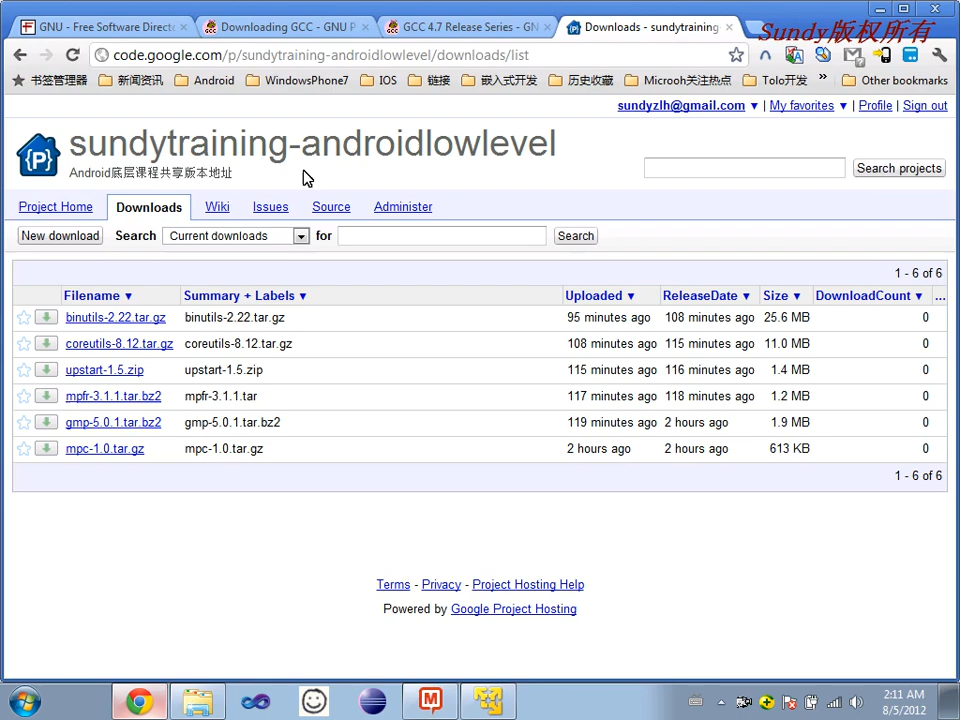 GNU - Free Software Direct
Downloading GCC - GNU P
GCC 4.7 Release Series - GN
Downloads - sundytraining
Sundy版权所有
code.google.com/p/sundytraining-androidlowlevel/downloads/list
书签管理器 新闻资讯 Android WindowsPhone7 IOS 链接 嵌入式开发 历史收藏 Microoh关注热点 Tolo开发 » Other bookmarks
sundyzlh@gmail.com ▼ | My favorites ▼ | Profile | Sign out
sundytraining-androidlowlevel
Android底层课程共享版本地址
Search projects
Project Home Downloads Wiki Issues Source Administer
New download Search Current downloads for Search
1 - 6 of 6
Filename ▼ Summary + Labels ▼ Uploaded ▼ ReleaseDate ▼ Size ▼ DownloadCount ▼ ...
binutils-2.22.tar.gz binutils-2.22.tar.gz 95 minutes ago 108 minutes ago 25.6 MB 0
coreutils-8.12.tar.gz coreutils-8.12.tar.gz 108 minutes ago 115 minutes ago 11.0 MB 0
upstart-1.5.zip upstart-1.5.zip 115 minutes ago 116 minutes ago 1.4 MB 0
mpfr-3.1.1.tar.bz2 mpfr-3.1.1.tar 117 minutes ago 118 minutes ago 1.2 MB 0
gmp-5.0.1.tar.bz2 gmp-5.0.1.tar.bz2 119 minutes ago 2 hours ago 1.9 MB 0
mpc-1.0.tar.gz mpc-1.0.tar.gz 2 hours ago 2 hours ago 613 KB 0
1 - 6 of 6
Terms - Privacy - Project Hosting Help
Powered by Google Project Hosting
2:11 AM
8/5/2012